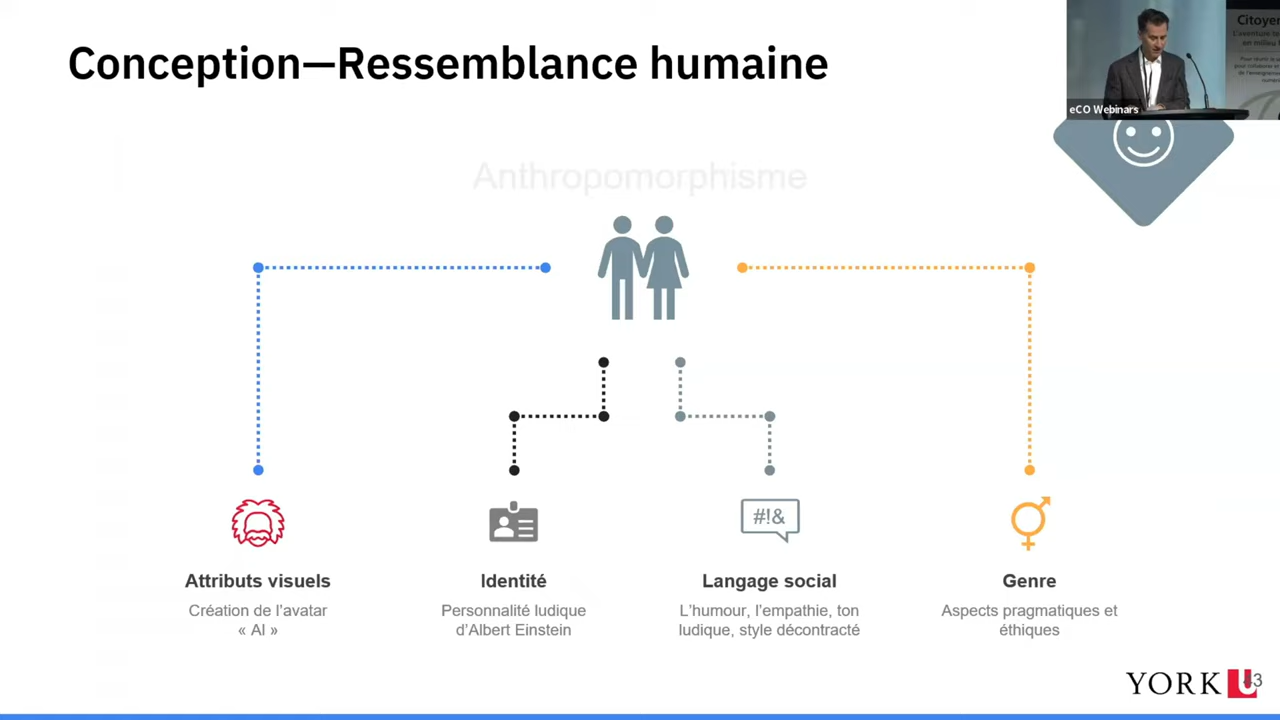 Conception—Ressemblance humaine
Citoyen
eCO Webinars
Anthropomorphisme
#!&
Attributs visuels
Création de l'avatar
« AI »
Identité
Personnalité ludique
d'Albert Einstein
Langage social
L'humour, l'empathie, ton
ludique, style décontracté
Genre
Aspects pragmatiques et
éthiques
YORK U
3